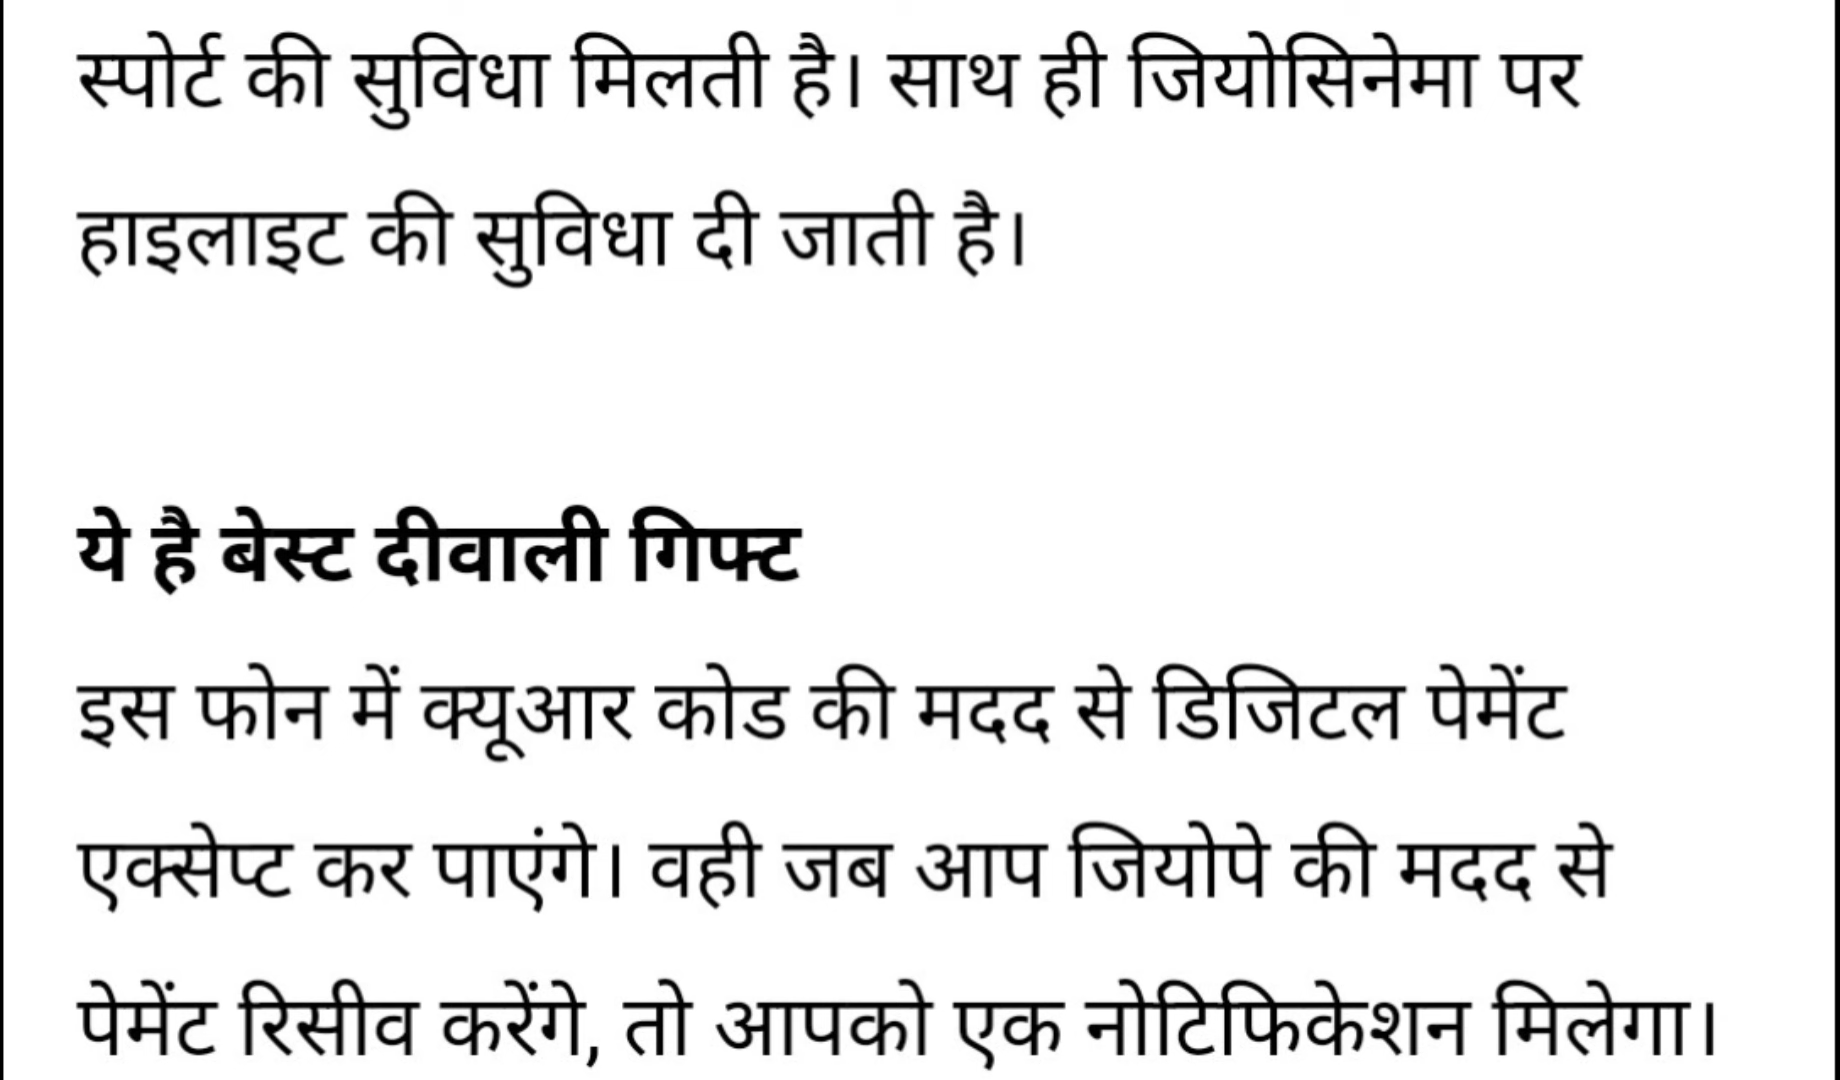 स्पोर्ट की सुविधा मिलती है। साथ ही जियोसिनेमा पर
हाइलाइट की सुविधा दी जाती है।
ये है बेस्ट दीवाली गिफ्ट
इस फोन में क्यूआर कोड की मदद से डिजिटल पेमेंट
एक्सेप्ट कर पाएंगे। वही जब आप जियोपे की मदद से
पेमेंट रिसीव करेंगे, तो आपको एक नोटिफिकेशन मिलेगा।